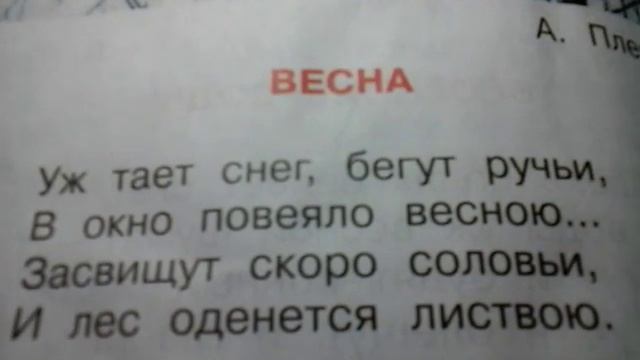 А. Пле
ВЕСНА
Уж тает снег, бегут ручьи,
В окно повеяло весною...
Засвищут скоро соловьи,
И лес оденется листвою.